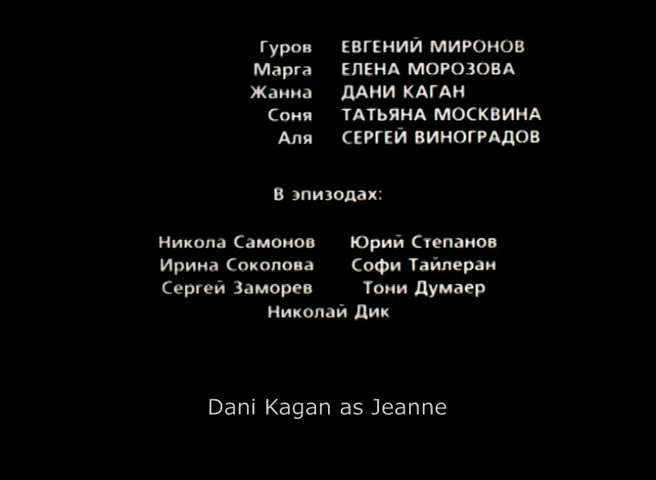 Гуров ЕВГЕНИЙ МИРОНОВ
Марга ЕЛЕНА МОРОЗОВА
Жанна ДАНИ КАГАН
Соня ТАТЬЯНА МОСКВИНА
Аля СЕРГЕЙ ВИНОГРАДОВ
В эпизодах:
Никола Самонов Юрий Степанов
Ирина Соколова Софи Тайлеран
Сергей Заморев Тони Думаер
Николай Дик
Dani Kagan as Jeanne